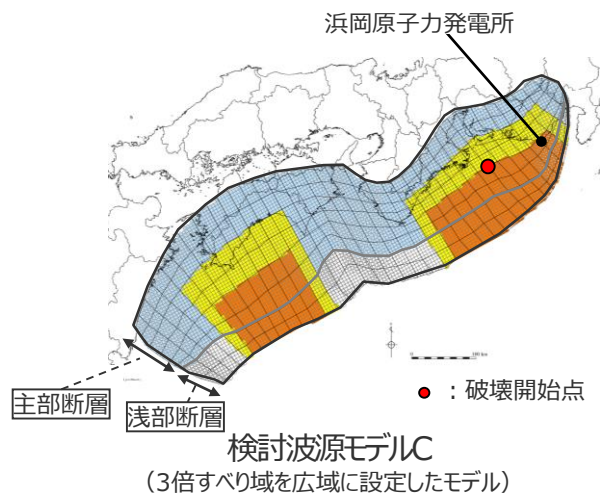 浜岡原子力発電所
主部断層
浅部断層
● ：破壊開始点
検討波源モデルC
（3倍すべり域を広域に設定したモデル）